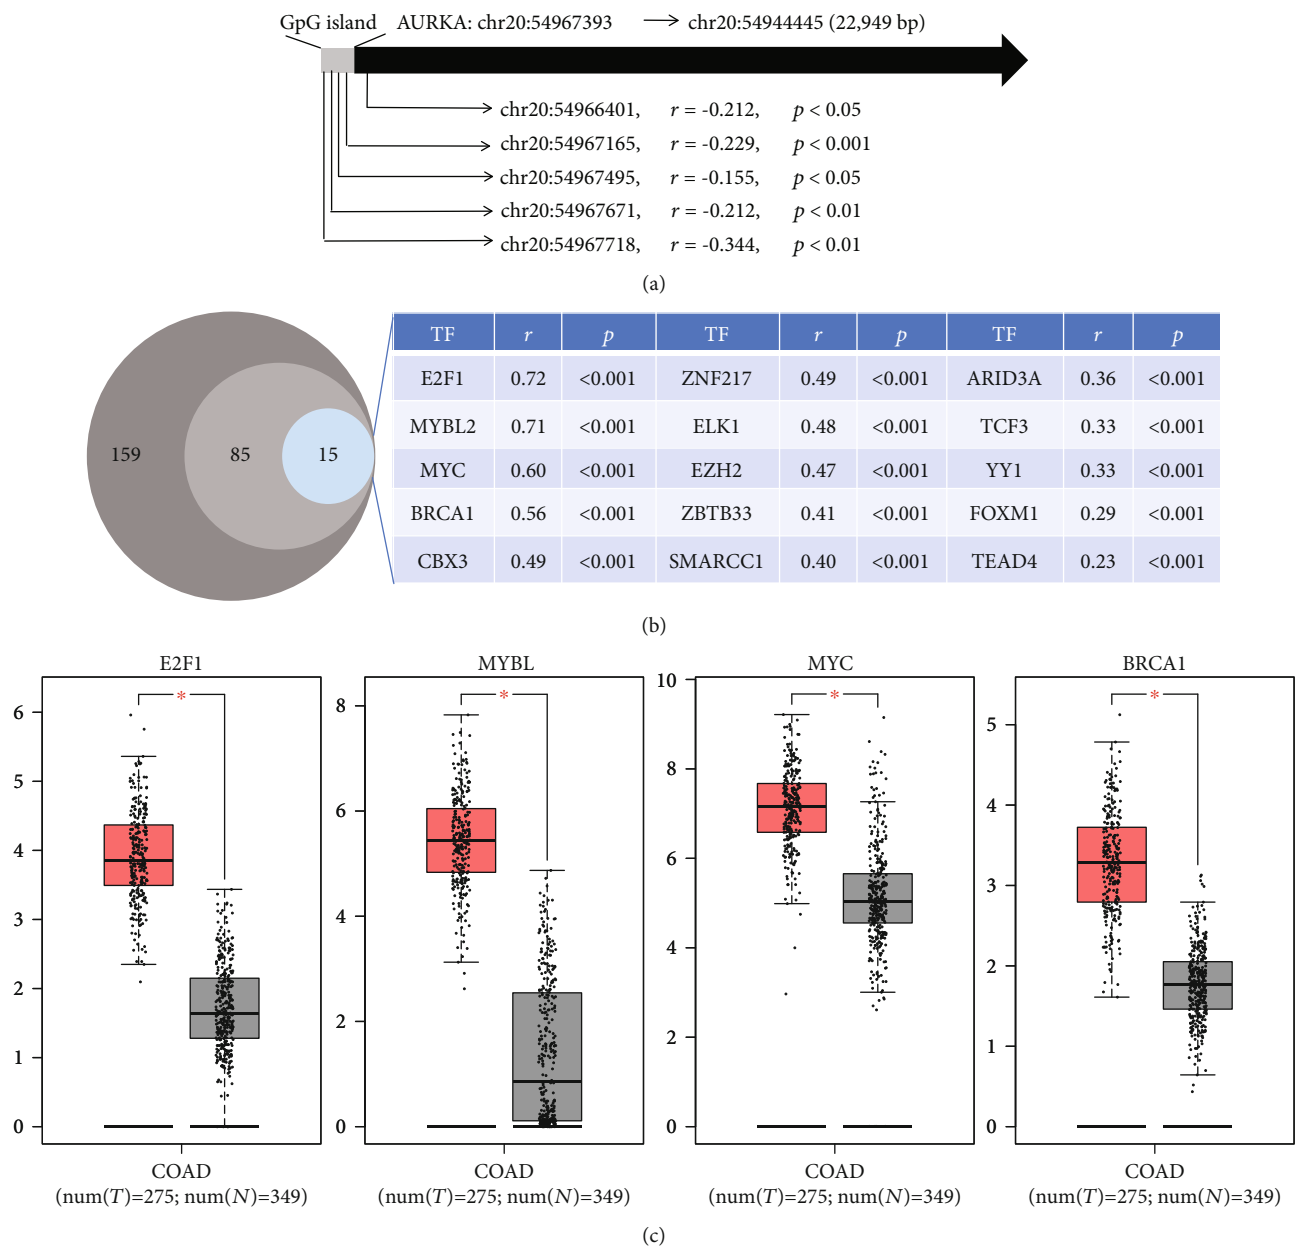 GpG island AURKA: chr20:54967393 → chr20:54944445 (22,949 bp)
chr20:54966401, r = -0.212, p < 0.05
chr20:54967165, r = -0.229, p < 0.001
chr20:54967495, r = -0.155, p < 0.05
chr20:54967671, r = -0.212, p < 0.01
chr20:54967718, r = -0.344, p < 0.01
(a)
159 85 15
TF r p TF r p TF r p
E2F1 0.72 <0.001 ZNF217 0.49 <0.001 ARID3A 0.36 <0.001
MYBL2 0.71 <0.001 ELK1 0.48 <0.001 TCF3 0.33 <0.001
MYC 0.60 <0.001 EZH2 0.47 <0.001 YY1 0.33 <0.001
BRCA1 0.56 <0.001 ZBTB33 0.41 <0.001 FOXM1 0.29 <0.001
CBX3 0.49 <0.001 SMARCC1 0.40 <0.001 TEAD4 0.23 <0.001
(b)
E2F1
*
6
5
4
3
2
1
0
COAD
(num(T)=275; num(N)=349)
MYBL
*
8
6
4
2
0
COAD
(num(T)=275; num(N)=349)
MYC
*
10
8
6
4
2
0
COAD
(num(T)=275; num(N)=349)
BRCA1
*
5
4
3
2
1
0
COAD
(num(T)=275; num(N)=349)
(c)